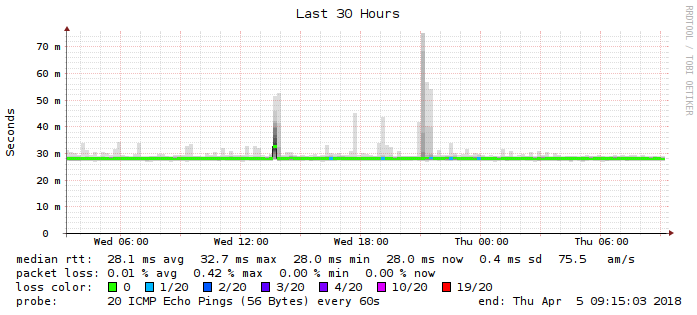 Last 30 Hours
RRDTOOL / TOBI OETIKER
Seconds
70 m
60 m
50 m
40 m
30 m
20 m
10 m
0
Wed 06:00 Wed 12:00 Wed 18:00 Thu 00:00 Thu 06:00
median rtt: 28.1 ms avg 32.7 ms max 28.0 ms min 28.0 ms now 0.4 ms sd 75.5 am/s
packet loss: 0.01 % avg 0.42 % max 0.00 % min 0.00 % now
loss color: 0 1/20 2/20 3/20 4/20 10/20 19/20
probe: 20 ICMP Echo Pings (56 Bytes) every 60s end: Thu Apr 5 09:15:03 2018